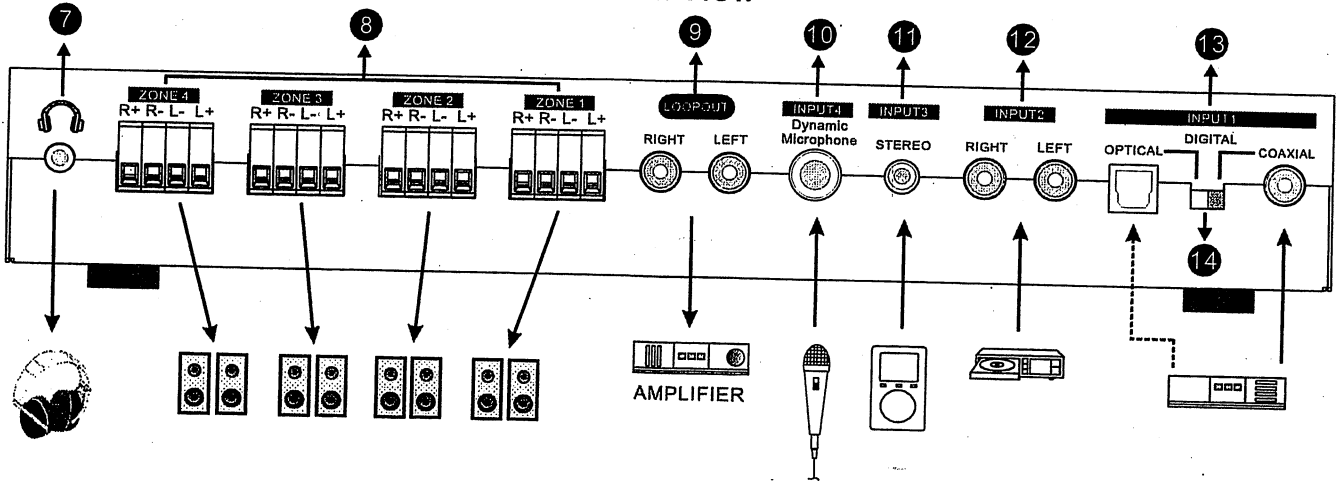 7 8 9 10 11 12 13
ZONE 4 ZONE 3 ZONE 2 ZONE 1 LOOPOUT INPUT4 INPUT3 INPUT2 INPUT1
R+ R- L- L+ R+ R- L- L+ R+ R- L- L+ R+ R- L- L+
Dynamic
Microphone
RIGHT LEFT STEREO RIGHT LEFT OPTICAL DIGITAL COAXIAL
14
AMPLIFIER